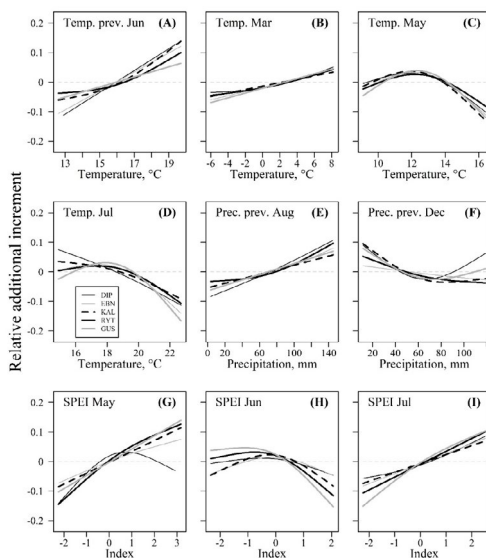 Temp. prev. Jun (A)
0.2
0.1
0
-0.1
-0.2
13 15 17 19
Temperature, °C
Temp. Mar (B)
-6 -4 -2 0 2 4 6 8
Temperature, °C
Temp. May (C)
10 12 14 16
Temperature, °C
Relative additional increment
Temp. Jul (D)
0.2
0.1
0
-0.1
-0.2
DIP
EBN
KAL
RYT
GUS
16 18 20 22
Temperature, °C
Prec. prev. Aug (E)
0 20 60 100 140
Precipitation, mm
Prec. prev. Dec (F)
20 40 60 80 100
Precipitation, mm
SPEI May (G)
0.2
0.1
0
-0.1
-0.2
-2 -1 0 1 2 3
Index
SPEI Jun (H)
-2 -1 0 1 2
Index
SPEI Jul (I)
-2 -1 0 1 2
Index